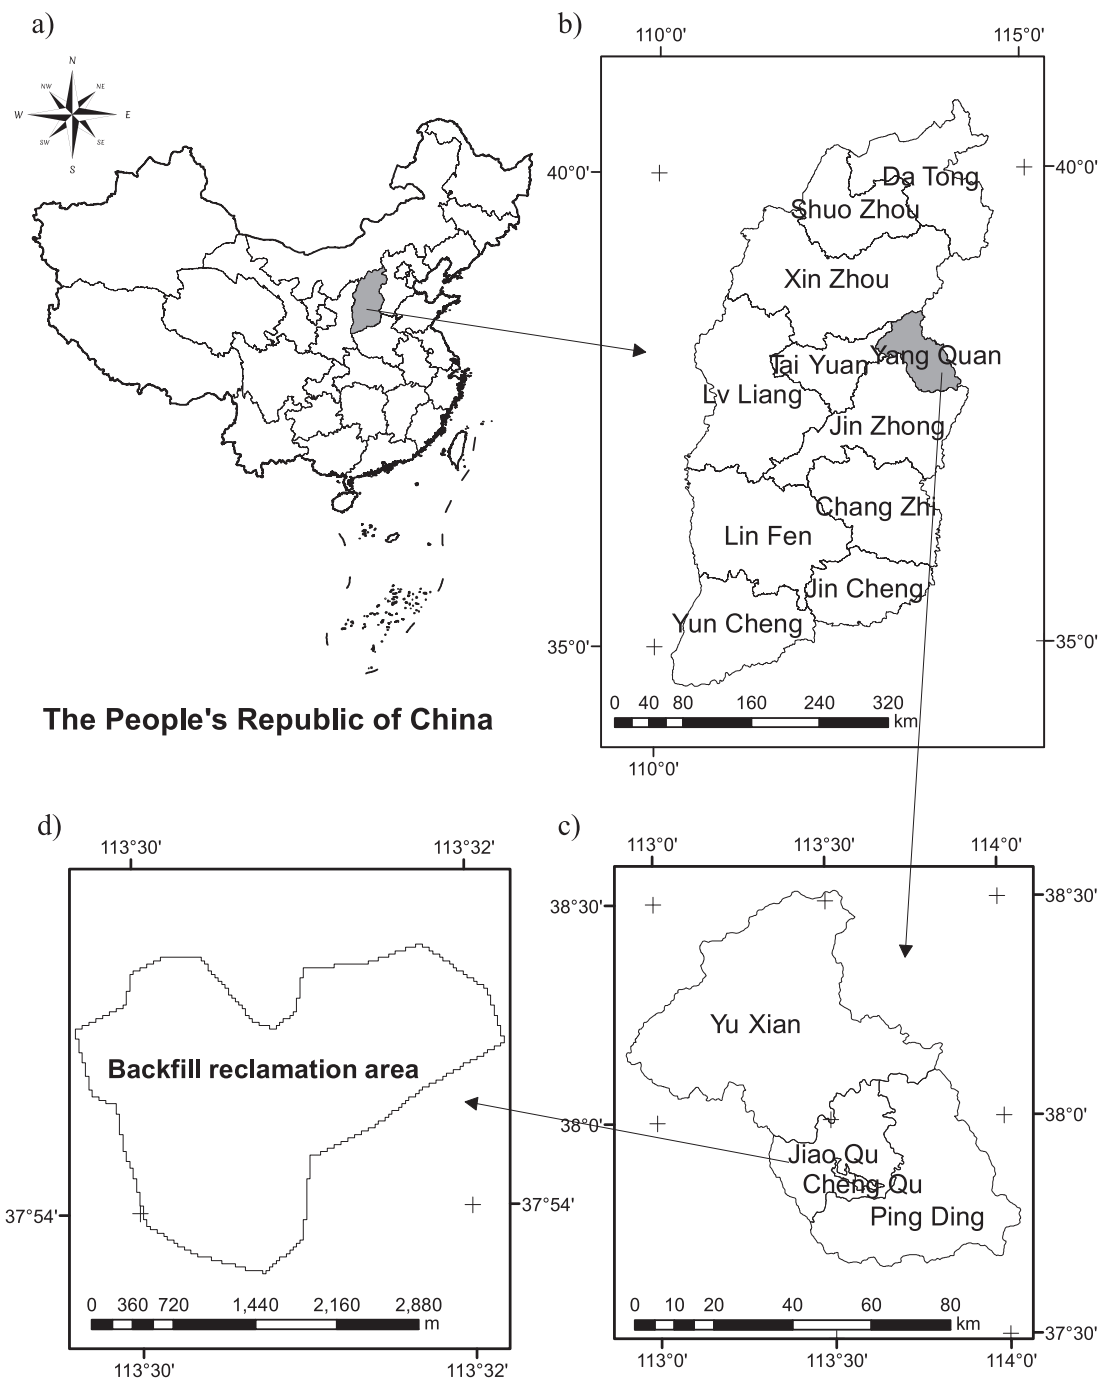 a)
N
NW
NE
W
E
SW
SE
S
The People's Republic of China
b)
110°0'
115°0'
40°0'
40°0'
Da Tong
Shuo Zhou
Xin Zhou
Tai Yuan
Yang Quan
Lv Liang
Jin Zhong
Chang Zhi
Lin Fen
Jin Cheng
Yun Cheng
35°0'
35°0'
0 40 80 160 240 320
km
110°0'
d)
113°30'
113°32'
Backfill reclamation area
37°54'
37°54'
0 360 720 1,440 2,160 2,880
m
113°30'
113°32'
c)
113°0'
113°30'
114°0'
38°30'
38°30'
Yu Xian
38°0'
38°0'
Jiao Qu
Cheng Qu
Ping Ding
0 10 20 40 60 80
km
37°30'
113°0'
113°30'
114°0'